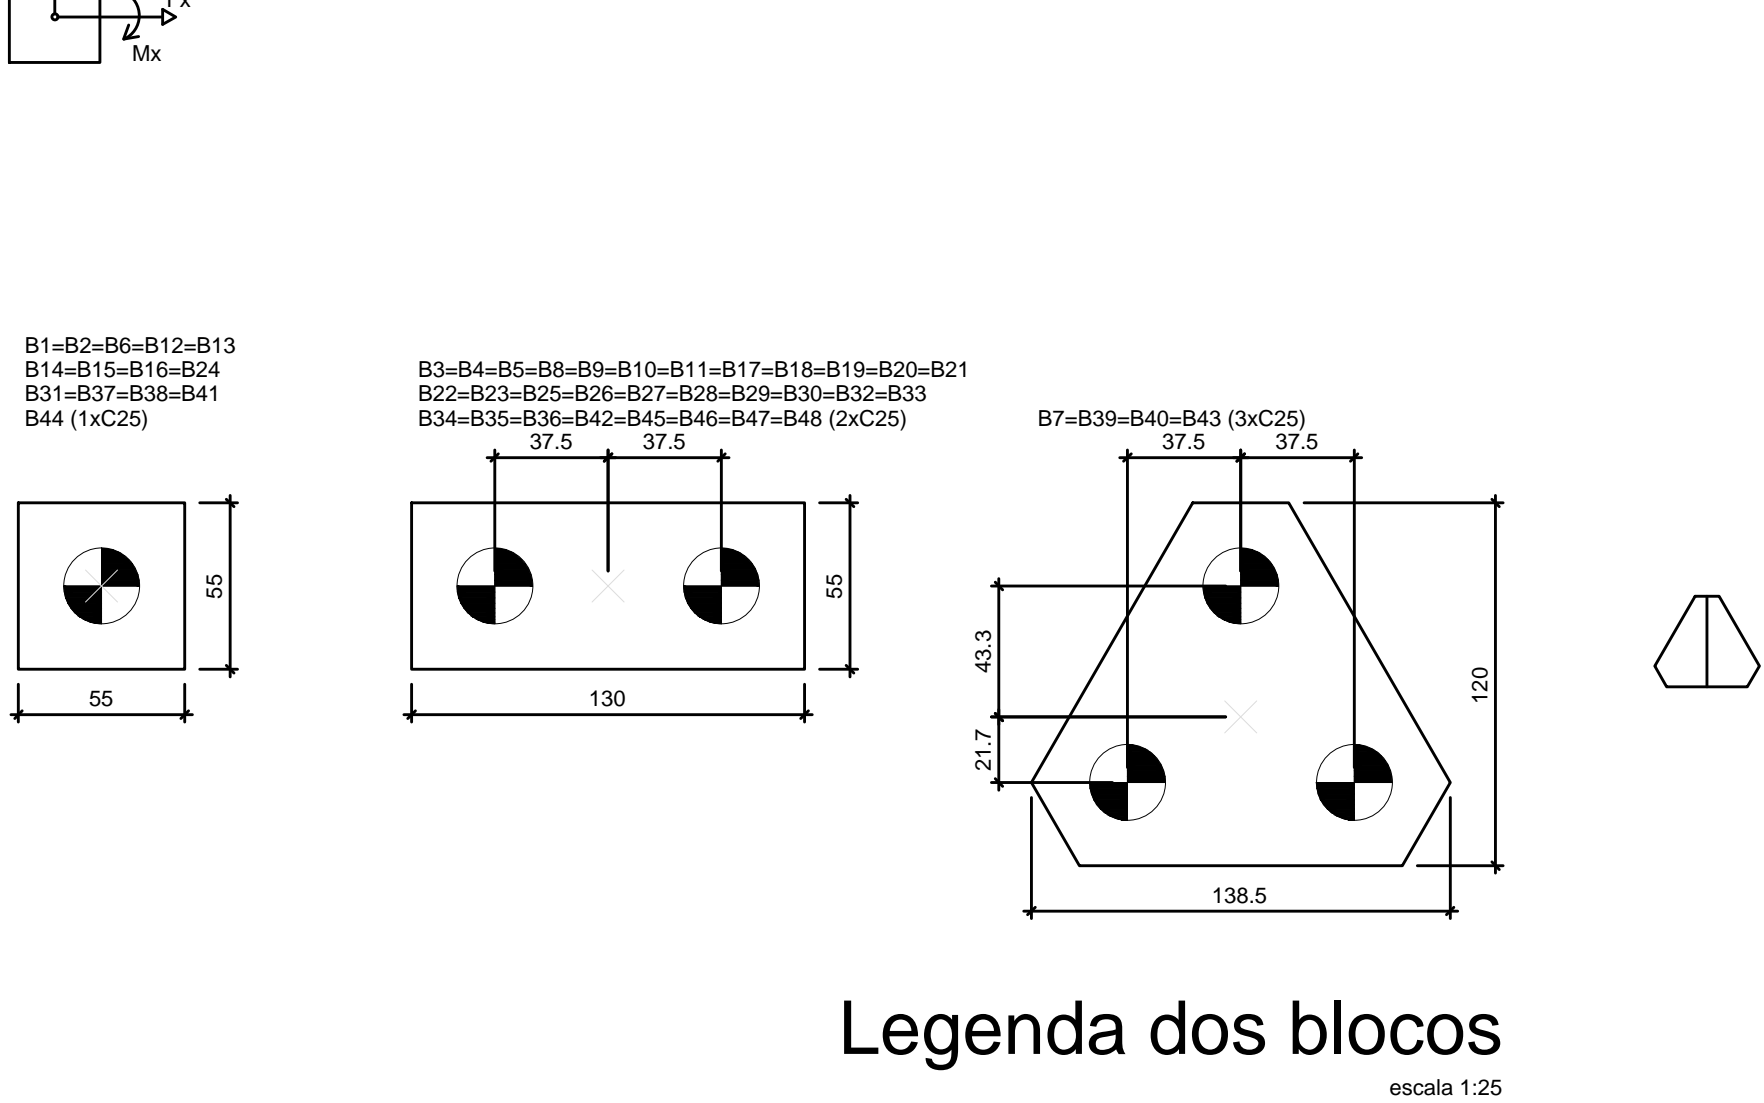 Mx
B1=B2=B6=B12=B13
B14=B15=B16=B24
B31=B37=B38=B41
B44 (1xC25)
55
55
B3=B4=B5=B8=B9=B10=B11=B17=B18=B19=B20=B21
B22=B23=B25=B26=B27=B28=B29=B30=B32=B33
B34=B35=B36=B42=B45=B46=B47=B48 (2xC25)
37.5
37.5
55
130
B7=B39=B40=B43 (3xC25)
37.5
37.5
43.3
21.7
120
138.5
Legenda dos blocos
escala 1:25